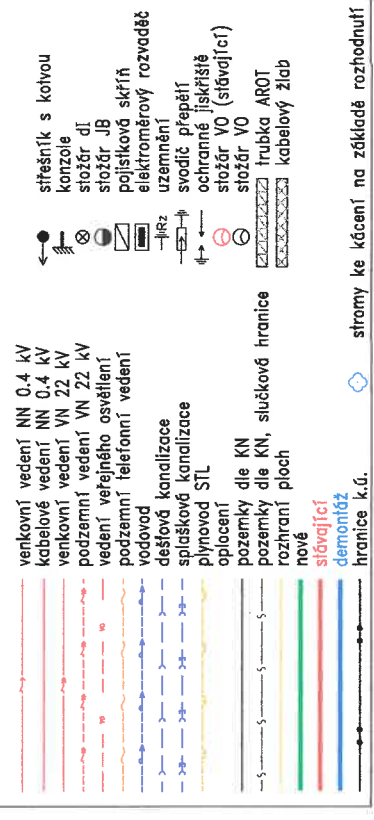 venkovní vedení NN 0.4 kV
kabelové vedení NN 0.4 kV
venkovní vedení VN 22 kV
podzemní vedení VN 22 kV
vedení veřejného osvětlení
podzemní telefonní vedení
vodovod
dešťová kanalizace
splašková kanalizace
plynovod STL
oplocení
pozemky dle KN
pozemky dle KN, slučková hranice
rozhraní ploch
nové
stávající
demontáž
hranice k.ú.
střešník s kotvou
konzole
stožár dI
stožár JB
pojistková skříň
elektroměrový rozvaděč
Rz uzemnění
svodič přepětí
ochranné jiskřiště
stožár VO (stávající)
stožár VO
trubka AROT
kabelový žlab
stromy ke kácení na základě rozhodnutí